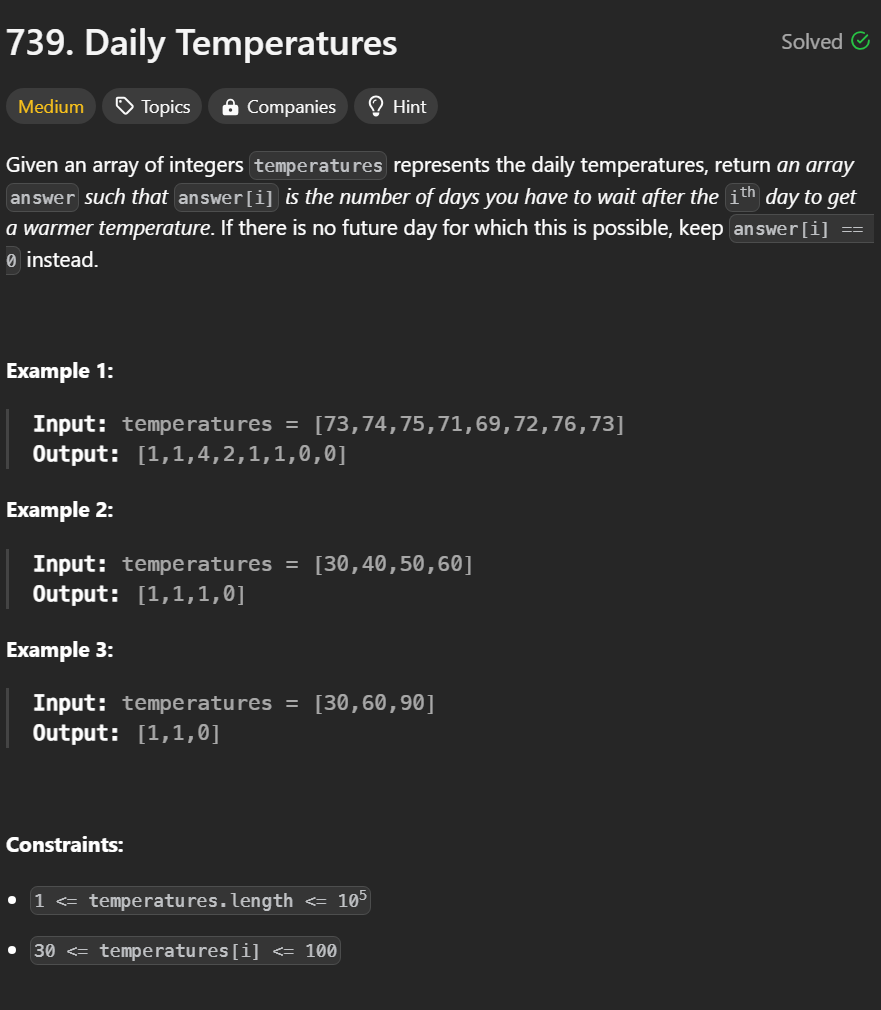 739. Daily Temperatures
Solved
Medium
Topics
Companies
Hint
Given an array of integers temperatures represents the daily temperatures, return an array
answer such that answer[i] is the number of days you have to wait after the ith day to get
a warmer temperature. If there is no future day for which this is possible, keep answer[i] ==
0 instead.
Example 1:
Input: temperatures = [73,74,75,71,69,72,76,73]
Output: [1,1,4,2,1,1,0,0]
Example 2:
Input: temperatures = [30,40,50,60]
Output: [1,1,1,0]
Example 3:
Input: temperatures = [30,60,90]
Output: [1,1,0]
Constraints:
1 <= temperatures.length <= 10⁵
30 <= temperatures[i] <= 100